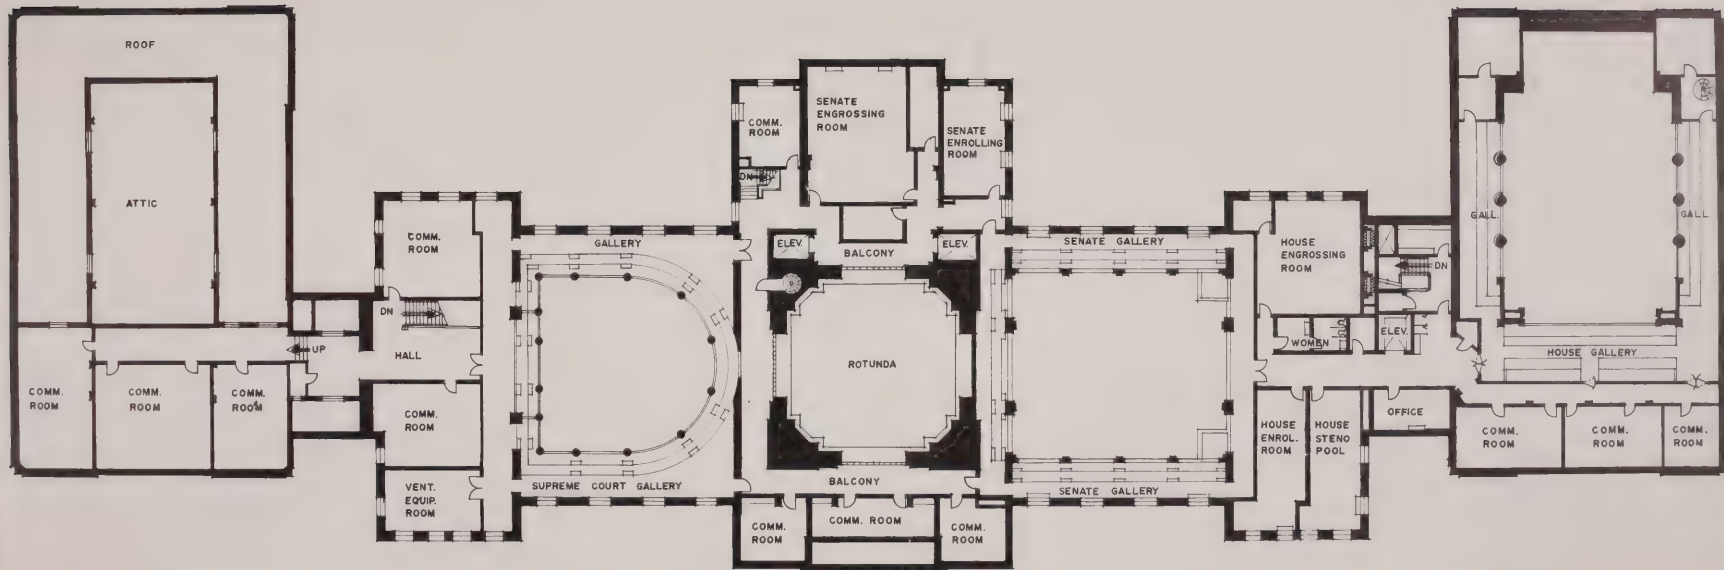 ROOF
ATTIC
COMM.
ROOM
COMM.
ROOM
COMM.
ROOM
UP
DN
HALL
COMM.
ROOM
COMM.
ROOM
VENT.
EQUIP.
ROOM
GALLERY
SUPREME COURT GALLERY
COMM.
ROOM
DN
SENATE
ENGROSSING
ROOM
SENATE
ENROLLING
ROOM
ELEV.
BALCONY
ELEV.
ROTUNDA
BALCONY
COMM.
ROOM
COMM. ROOM
COMM.
ROOM
SENATE GALLERY
SENATE GALLERY
HOUSE
ENGROSSING
ROOM
DN
WOMEN
ELEV.
HOUSE
ENROL.
ROOM
HOUSE
STENO
POOL
OFFICE
GALL.
GALL.
HOUSE GALLERY
COMM.
ROOM
COMM.
ROOM
COMM.
ROOM